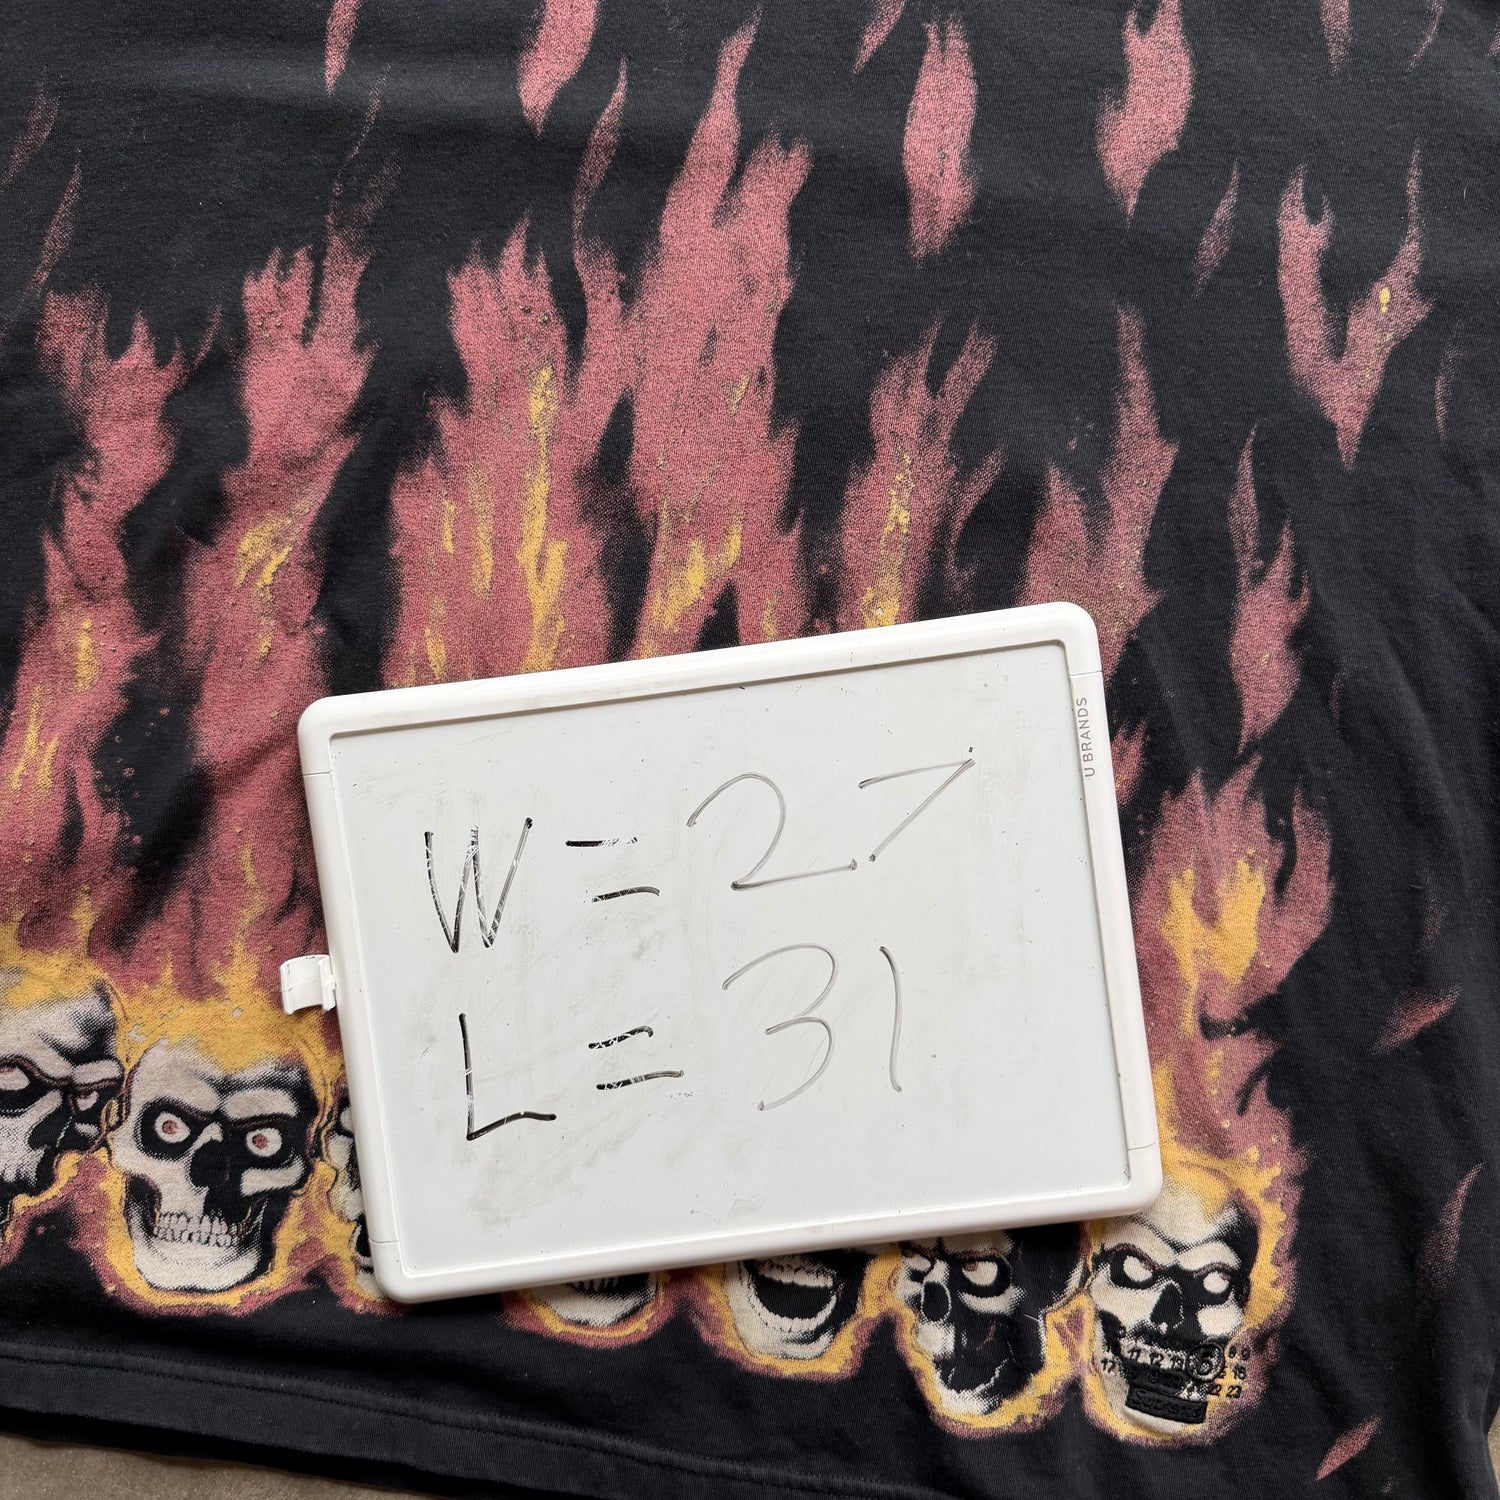 W = 27
L = 31
U BRANDS